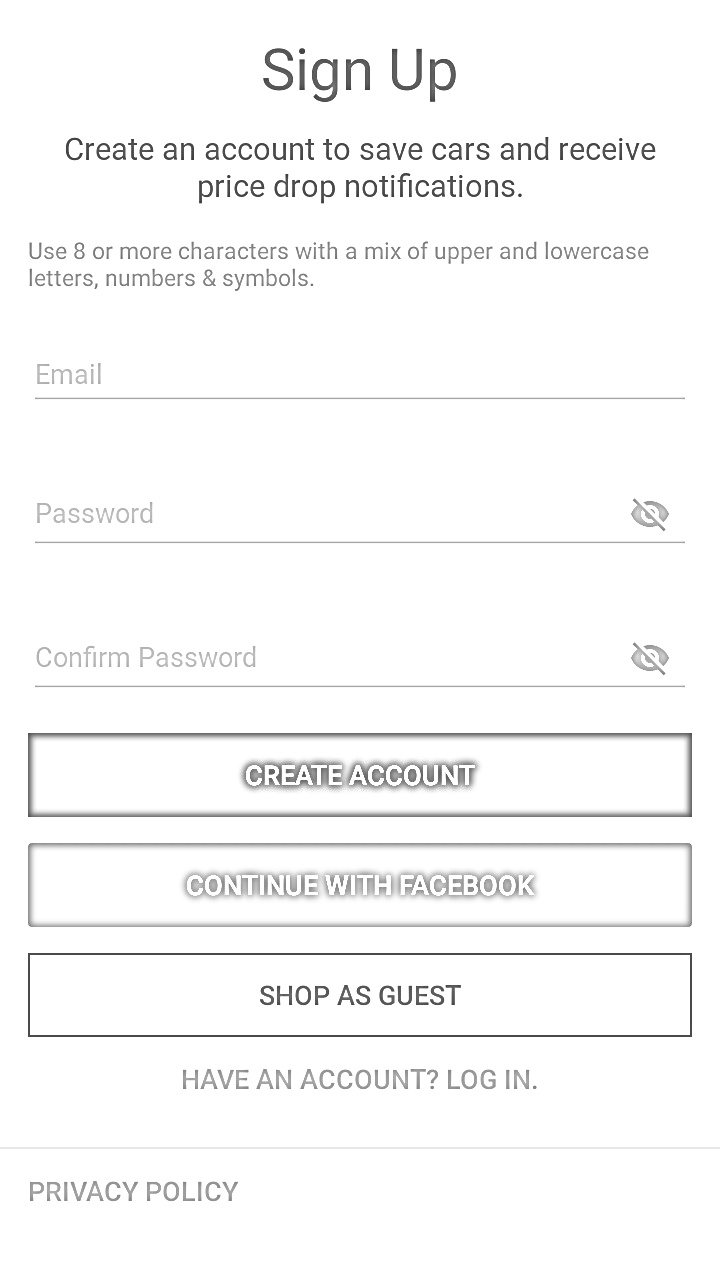 Sign Up
Create an account to save cars and receive
price drop notifications.
Use 8 or more characters with a mix of upper and lowercase
letters, numbers & symbols.
Email
Password
Confirm Password
CREATE ACCOUNT
CONTINUE WITH FACEBOOK
SHOP AS GUEST
HAVE AN ACCOUNT? LOG IN.
PRIVACY POLICY